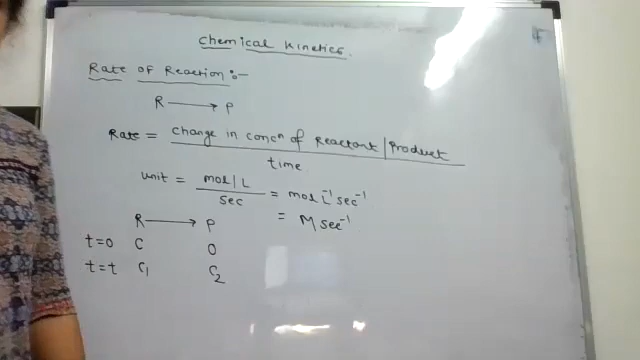 Chemical Kinetics.
Rate of Reaction:-
R → P
Rate = change in concⁿ of Reactant | Product
time
unit = mol|L = mol L⁻¹ sec⁻¹
sec
= M sec⁻¹
R → P
t=0 C 0
t=t C₁ C₂